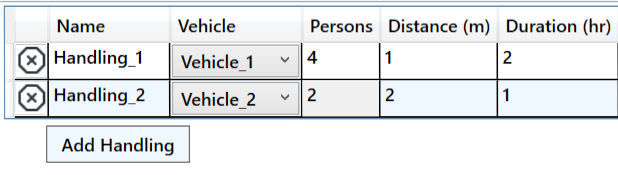 Name Vehicle Persons Distance (m) Duration (hr)
Handling_1 Vehicle_1 4 1 2
Handling_2 Vehicle_2 2 2 1
Add Handling